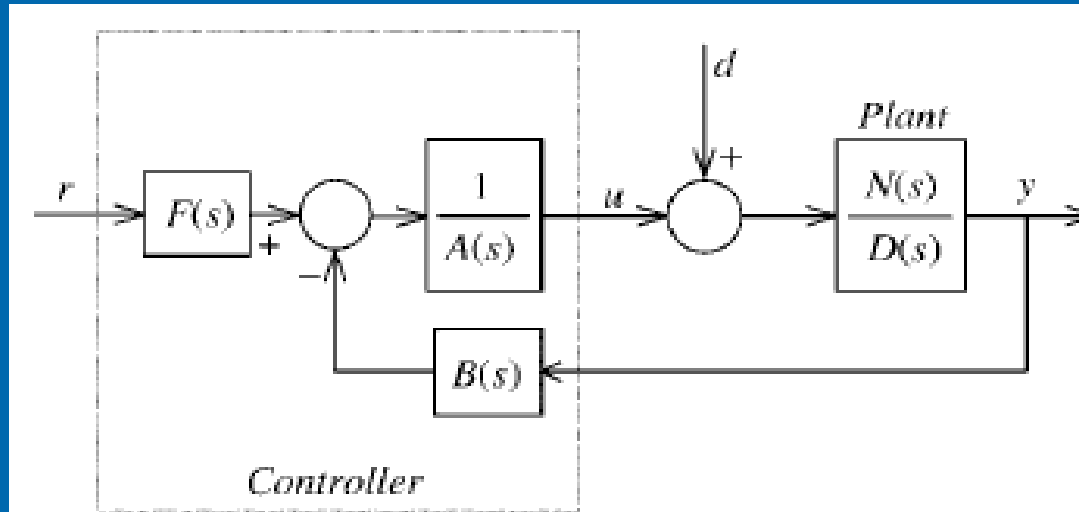 d
Plant
r
F(s)
+
−
1
A(s)
u
+
N(s)
D(s)
y
B(s)
Controller